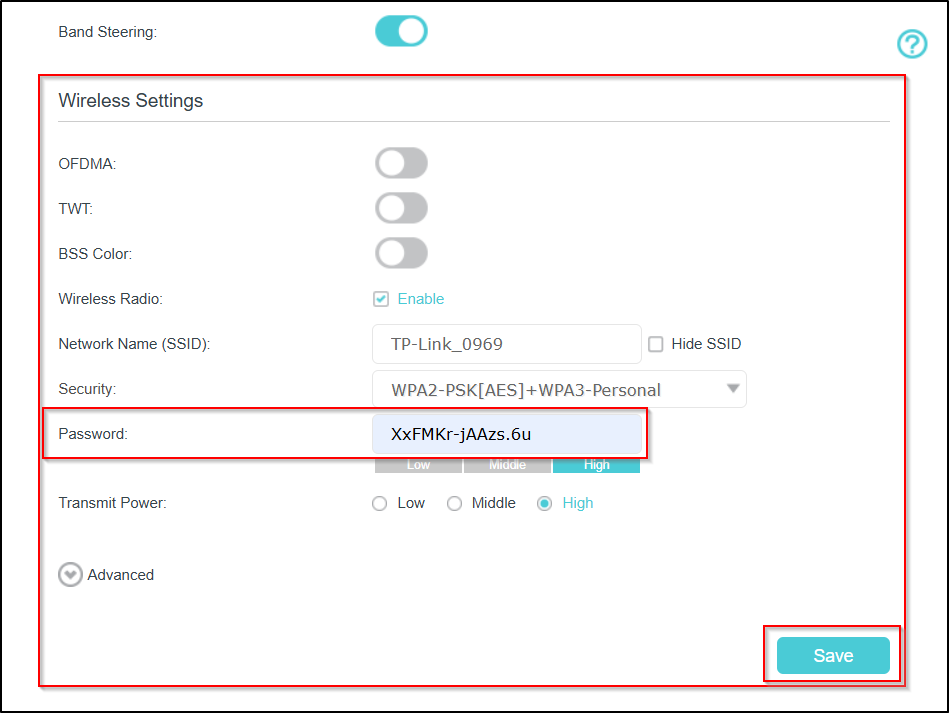 Band Steering:
Wireless Settings
OFDMA:
TWT:
BSS Color:
Wireless Radio: Enable
Network Name (SSID): TP-Link_0969 Hide SSID
Security: WPA2-PSK[AES]+WPA3-Personal
Password: XxFMKr-jAAzs.6u
Low Middle High
Transmit Power: Low Middle High
Advanced
Save